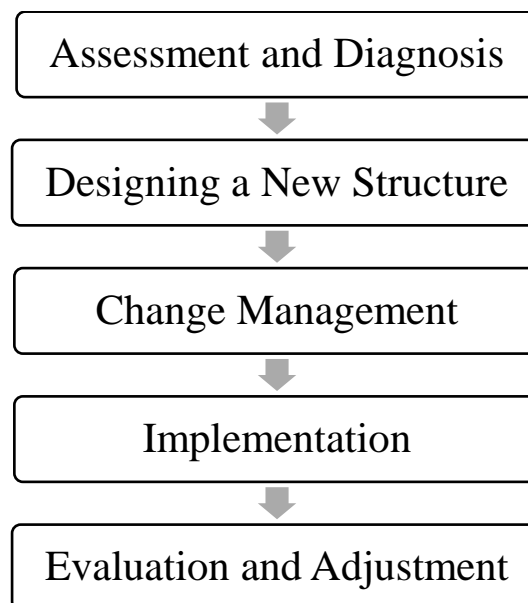 Assessment and Diagnosis
Designing a New Structure
Change Management
Implementation
Evaluation and Adjustment